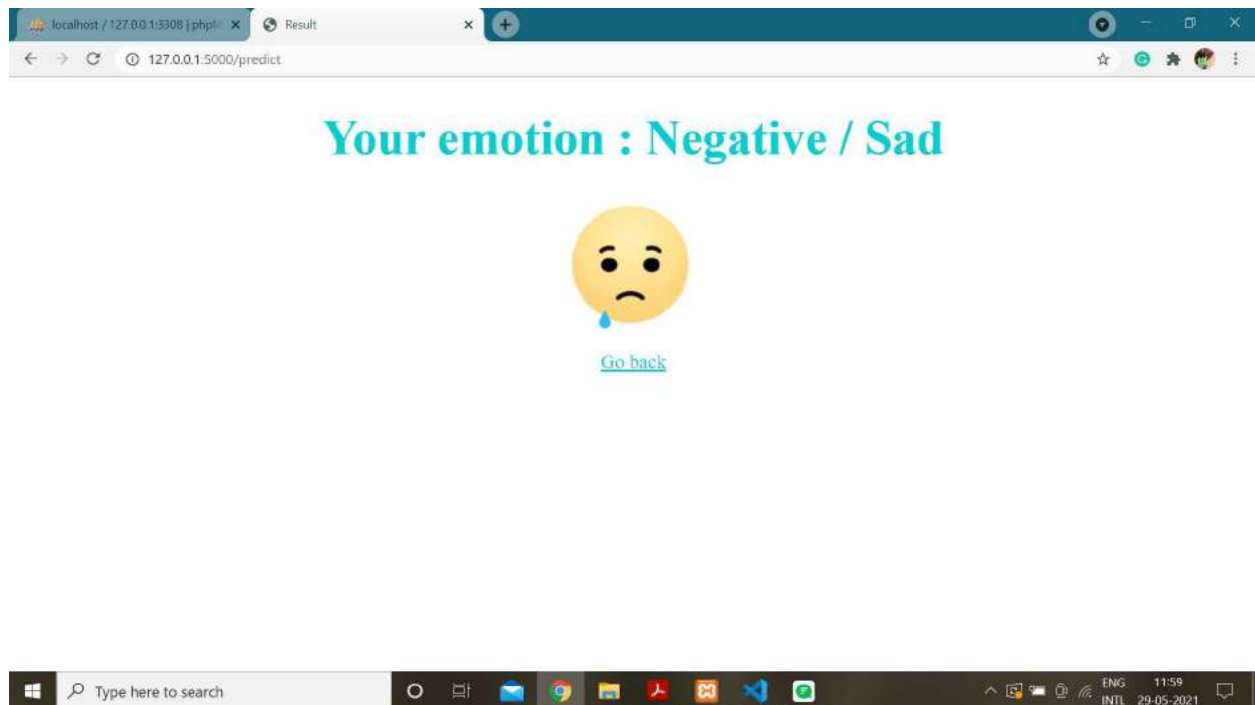 localhost / 127.0.0.1:3308 | phpM
Result
127.0.0.1:5000/predict
Your emotion : Negative / Sad
Go back
Type here to search
ENG
INTL
11:59
29-05-2021